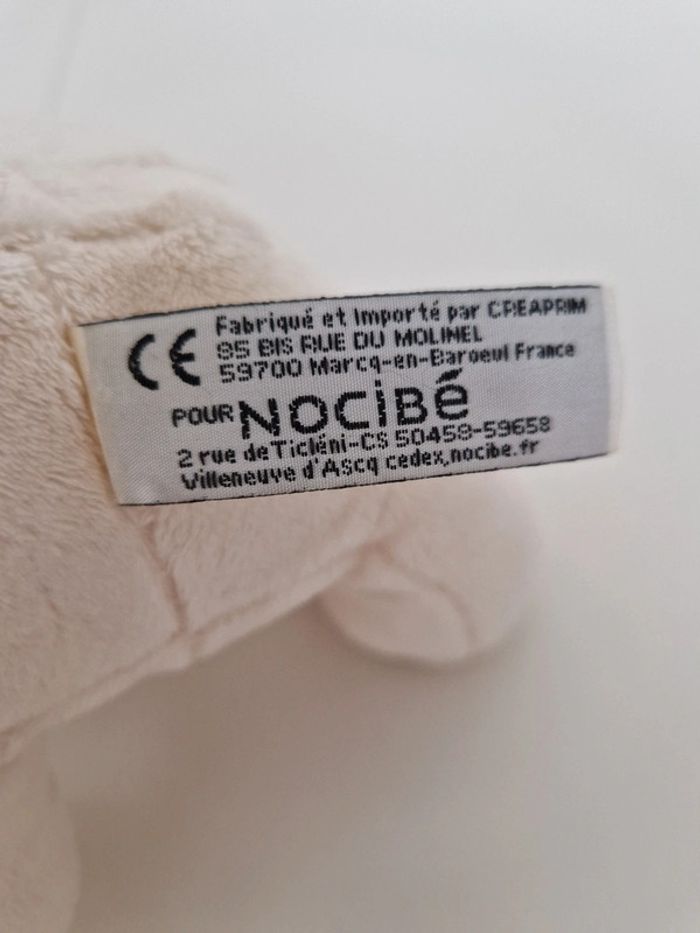 CE
Fabriqué et Importé par CREAPRIM
95 BIS RUE DU MOLINEL
59700 Marcq-en-Baroeul France
POUR NOCiBé
2 rue deTicléni-CS 50458-59658
Villeneuve d'Ascq cedex,nocibe.fr